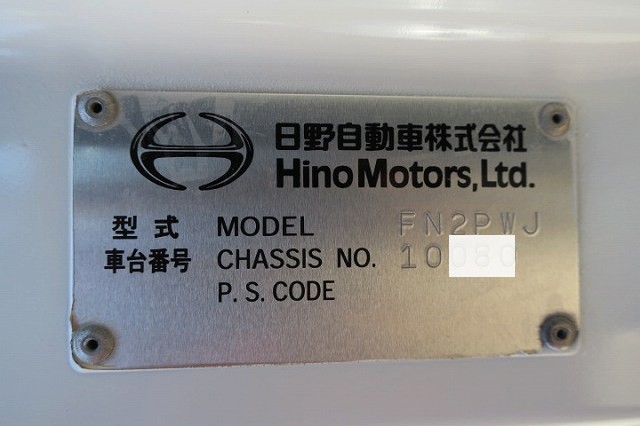 日野自動車株式会社
Hino Motors, Ltd.
型式 MODEL FN2PWJ
車台番号 CHASSIS NO. 10
P. S. CODE